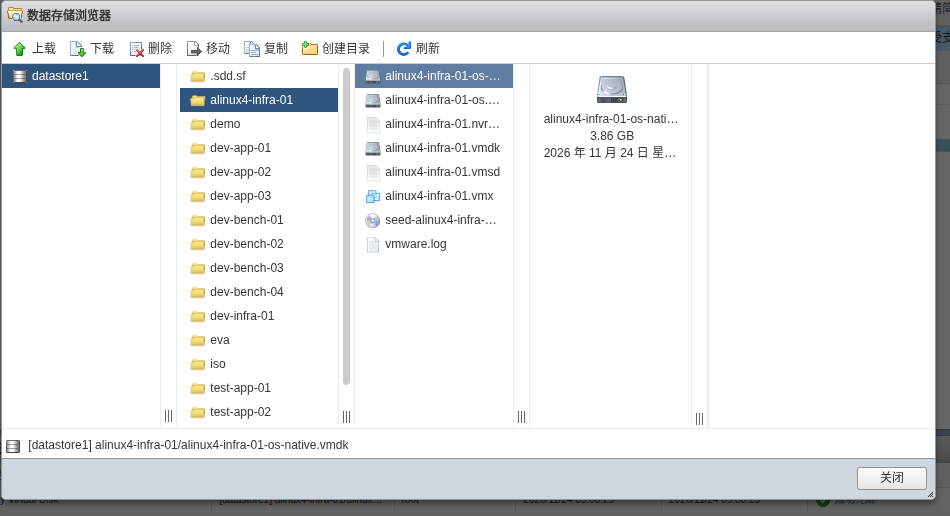 数据存储浏览器
上载 下载 删除 移动 复制 创建目录 刷新
datastore1
.sdd.sf
alinux4-infra-01
demo
dev-app-01
dev-app-02
dev-app-03
dev-bench-01
dev-bench-02
dev-bench-03
dev-bench-04
dev-infra-01
eva
iso
test-app-01
test-app-02
alinux4-infra-01-os-...
alinux4-infra-01-os....
alinux4-infra-01.nvr...
alinux4-infra-01.vmdk
alinux4-infra-01.vmsd
alinux4-infra-01.vmx
seed-alinux4-infra-...
vmware.log
alinux4-infra-01-os-nati...
3.86 GB
2026 年 11 月 24 日 星...
[datastore1] alinux4-infra-01/alinux4-infra-01-os-native.vmdk
关闭